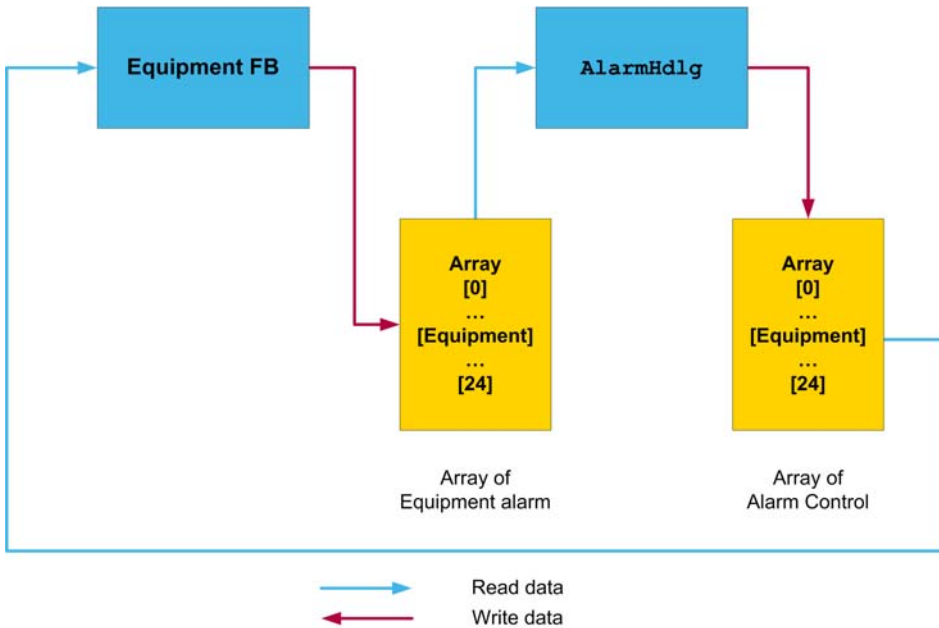 Equipment FB
AlarmHdlg
Array
[0]
...
[Equipment]
...
[24]
Array of
Equipment alarm
Array
[0]
...
[Equipment]
...
[24]
Array of
Alarm Control
Read data
Write data